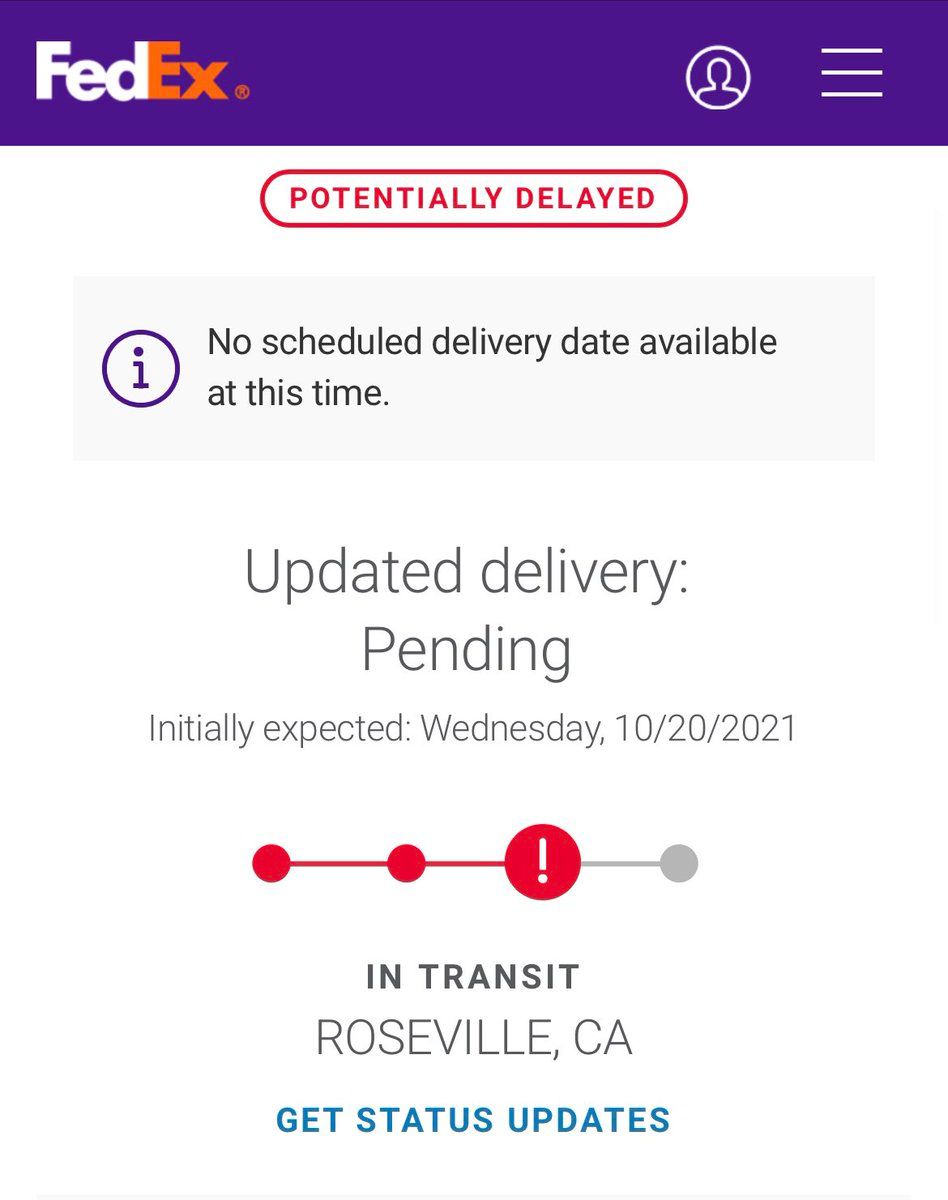 FedEx®
POTENTIALLY DELAYED
No scheduled delivery date available
at this time.
Updated delivery:
Pending
Initially expected: Wednesday, 10/20/2021
IN TRANSIT
ROSEVILLE, CA
GET STATUS UPDATES